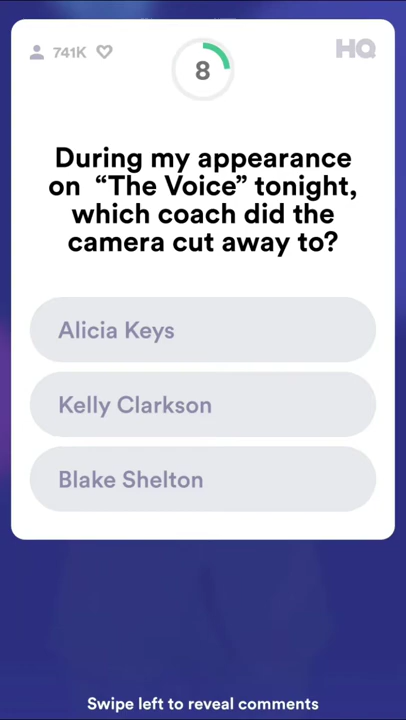 741K
8
HQ
During my appearance
on “The Voice” tonight,
which coach did the
camera cut away to?
Alicia Keys
Kelly Clarkson
Blake Shelton
Swipe left to reveal comments